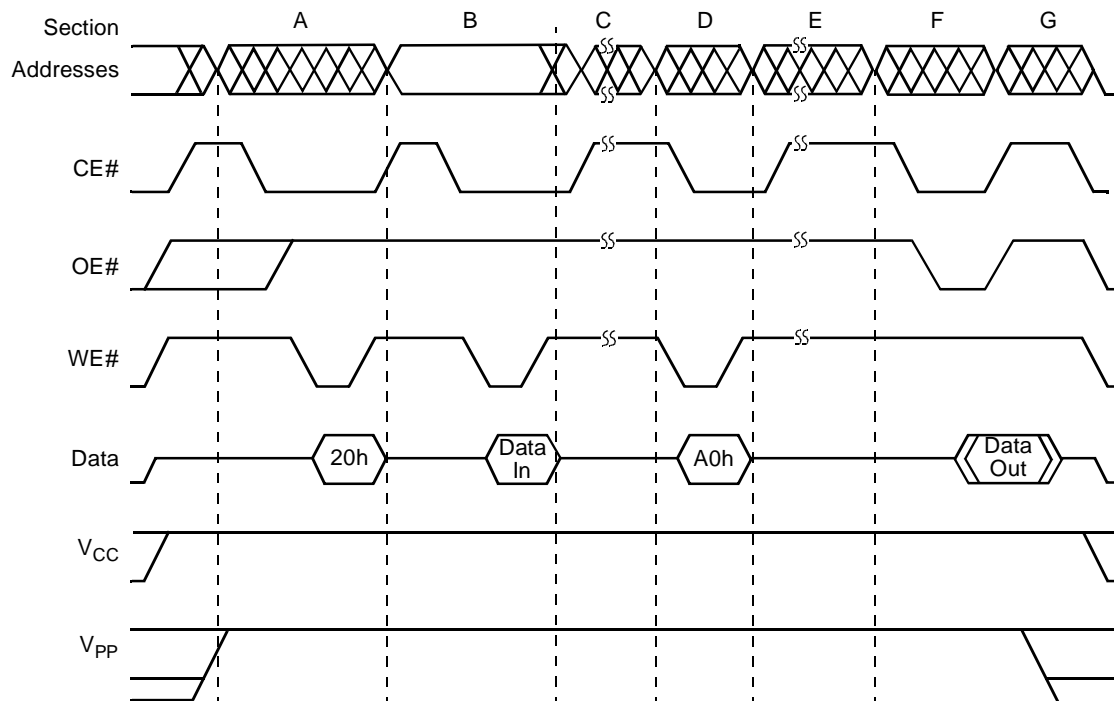 Section A B C D E F G
Addresses
CE#
OE#
WE#
Data 20h Data In A0h Data Out
VCC
VPP